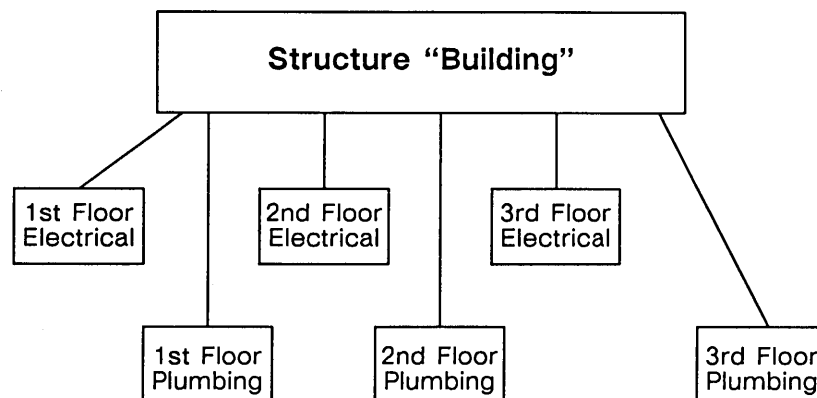 Structure “Building”
1st Floor
Electrical
2nd Floor
Electrical
3rd Floor
Electrical
1st Floor
Plumbing
2nd Floor
Plumbing
3rd Floor
Plumbing